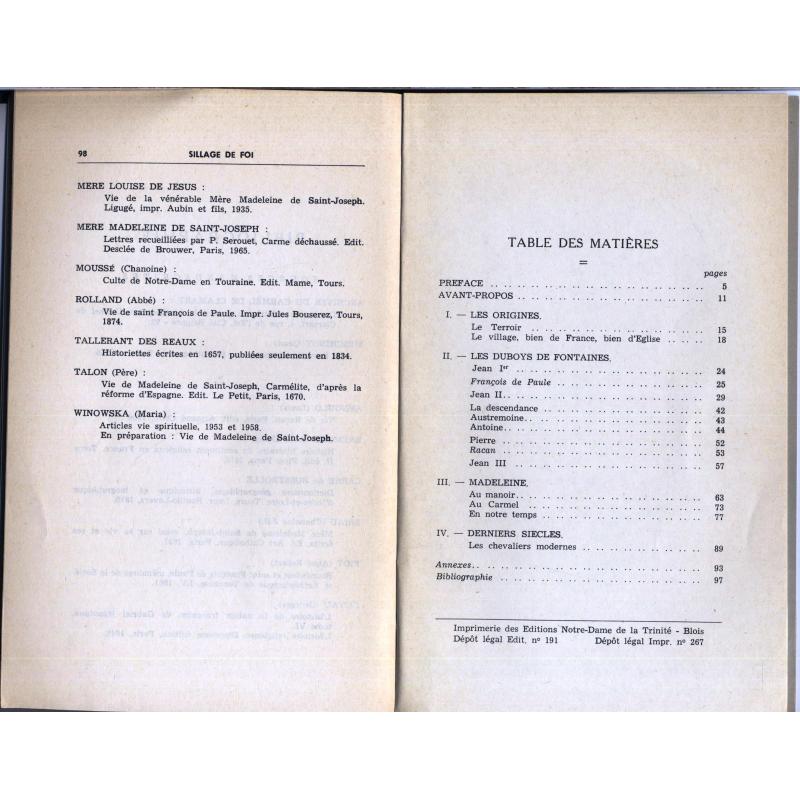 98 SILLAGE DE FOI
MERE LOUISE DE JESUS :
Vie de la vénérable Mère Madeleine de Saint-Joseph.
Ligugé, impr. Aubin et fils, 1935.
MERE MADELEINE DE SAINT-JOSEPH :
Lettres recueilliées par P. Serouet, Carme déchaussé. Edit.
Desclée de Brouwer, Paris, 1965.
MOUSSÉ (Chanoine) :
Culte de Notre-Dame en Touraine. Edit. Mame, Tours.
ROLLAND (Abbé) :
Vie de saint François de Paule. Impr. Jules Bouserez, Tours,
1874.
TALLERANT DES REAUX :
Historiettes écrites en 1657, publiées seulement en 1834.
TALON (Père) :
Vie de Madeleine de Saint-Joseph, Carmélite, d'après la
réforme d'Espagne. Edit. Le Petit, Paris, 1670.
WINOWSKA (Maria) :
Articles vie spirituelle, 1953 et 1958.
En préparation : Vie de Madeleine de Saint-Joseph.
TABLE DES MATIÈRES
=
pages
PREFACE .. .. .. .. .. .. .. .. .. .. .. .. .. .. 5
AVANT-PROPOS .. .. .. .. .. .. .. .. .. .. .. .. 11
I. — LES ORIGINES.
Le Terroir .. .. .. .. .. .. .. .. .. .. .. 15
Le village, bien de France, bien d'Eglise .. .. .. 18
II. — LES DUBOYS DE FONTAINES.
Jean Ier .. .. .. .. .. .. .. .. .. .. .. .. 24
François de Paule .. .. .. .. .. .. .. .. .. 25
Jean II .. .. .. .. .. .. .. .. .. .. .. .. 29
La descendance .. .. .. .. .. .. .. .. .. .. 42
Austremoine .. .. .. .. .. .. .. .. .. .. .. 43
Antoine .. .. .. .. .. .. .. .. .. .. .. .. 44
Pierre .. .. .. .. .. .. .. .. .. .. .. .. 52
Racan .. .. .. .. .. .. .. .. .. .. .. .. 53
Jean III .. .. .. .. .. .. .. .. .. .. .. .. 57
III. — MADELEINE.
Au manoir .. .. .. .. .. .. .. .. .. .. .. 63
Au Carmel .. .. .. .. .. .. .. .. .. .. .. 73
En notre temps .. .. .. .. .. .. .. .. .. .. 77
IV. — DERNIERS SIECLES.
Les chevaliers modernes .. .. .. .. .. .. .. .. 89
Annexes .. .. .. .. .. .. .. .. .. .. .. .. .. 93
Bibliographie .. .. .. .. .. .. .. .. .. .. .. .. 97
Imprimerie des Editions Notre-Dame de la Trinité - Blois
Dépôt légal Edit. nº 191 Dépôt légal Impr. nº 267